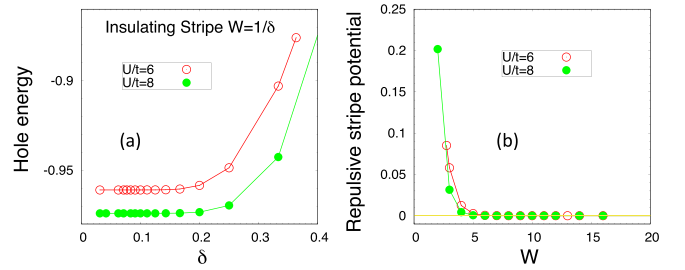 Insulating Stripe W=1/δ
U/t=6
U/t=8
(a)
Hole energy
-0.9
-0.95
0
0.1
0.2
0.3
0.4
δ
Repulsive stripe potential
0.25
0.2
0.15
0.1
0.05
0
U/t=6
U/t=8
(b)
0
5
10
15
20
W